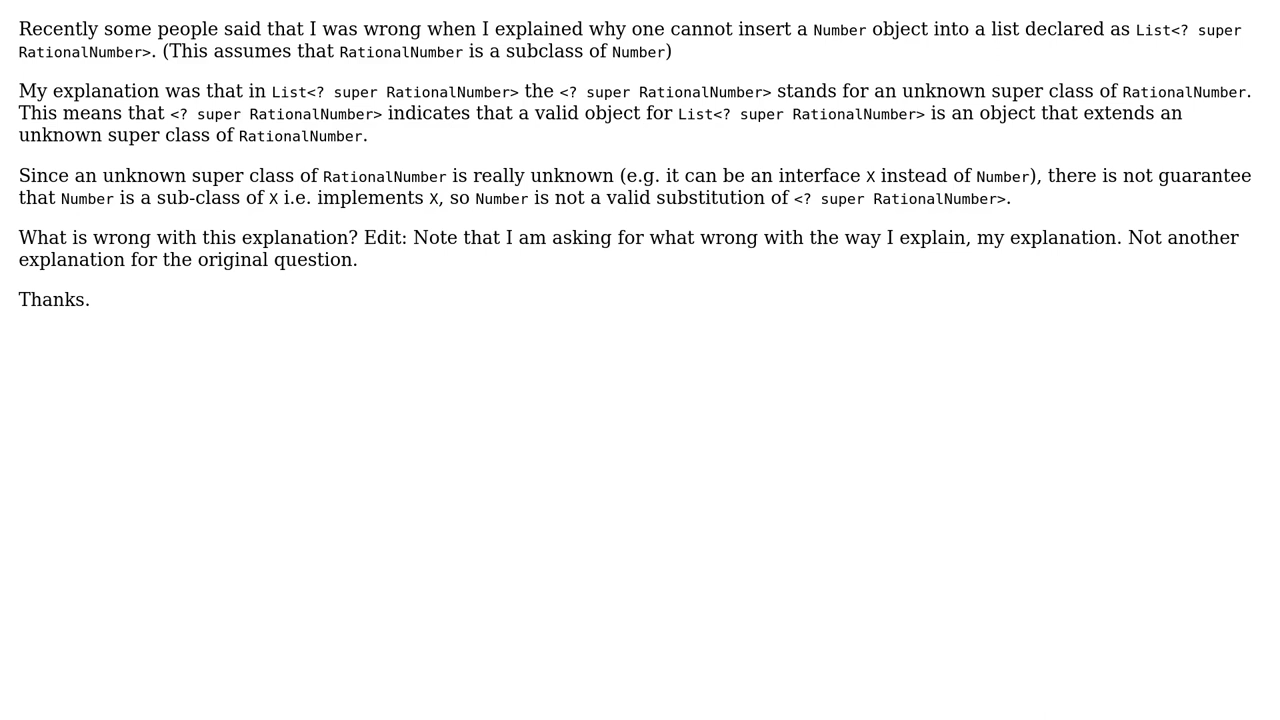 Recently some people said that I was wrong when I explained why one cannot insert a Number object into a list declared as List<? super
RationalNumber>. (This assumes that RationalNumber is a subclass of Number)
My explanation was that in List<? super RationalNumber> the <? super RationalNumber> stands for an unknown super class of RationalNumber.
This means that <? super RationalNumber> indicates that a valid object for List<? super RationalNumber> is an object that extends an
unknown super class of RationalNumber.
Since an unknown super class of RationalNumber is really unknown (e.g. it can be an interface X instead of Number), there is not guarantee
that Number is a sub-class of X i.e. implements X, so Number is not a valid substitution of <? super RationalNumber>.
What is wrong with this explanation? Edit: Note that I am asking for what wrong with the way I explain, my explanation. Not another
explanation for the original question.
Thanks.